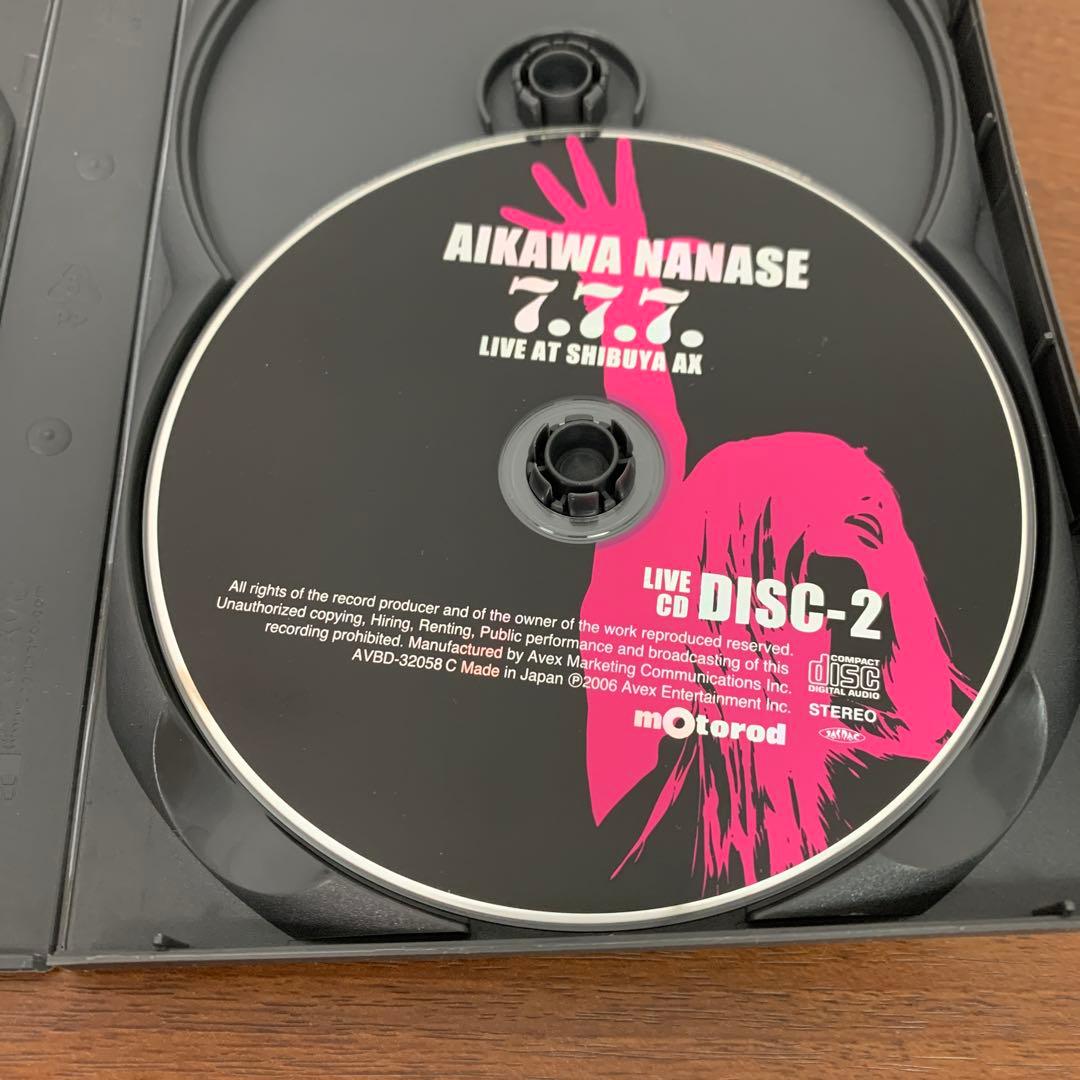 AIKAWA NANASE
7.7.7.
LIVE AT SHIBUYA AX
LIVE
CD
DISC-2
All rights of the record producer and of the owner of the work reproduced reserved.
Unauthorized copying, Hiring, Renting, Public performance and broadcasting of this
recording prohibited. Manufactured by Avex Marketing Communications Inc.
AVBD-32058 C Made in Japan ℗2006 Avex Entertainment Inc.
COMPACT
disc
DIGITAL AUDIO
STEREO
motorod
JASRAC